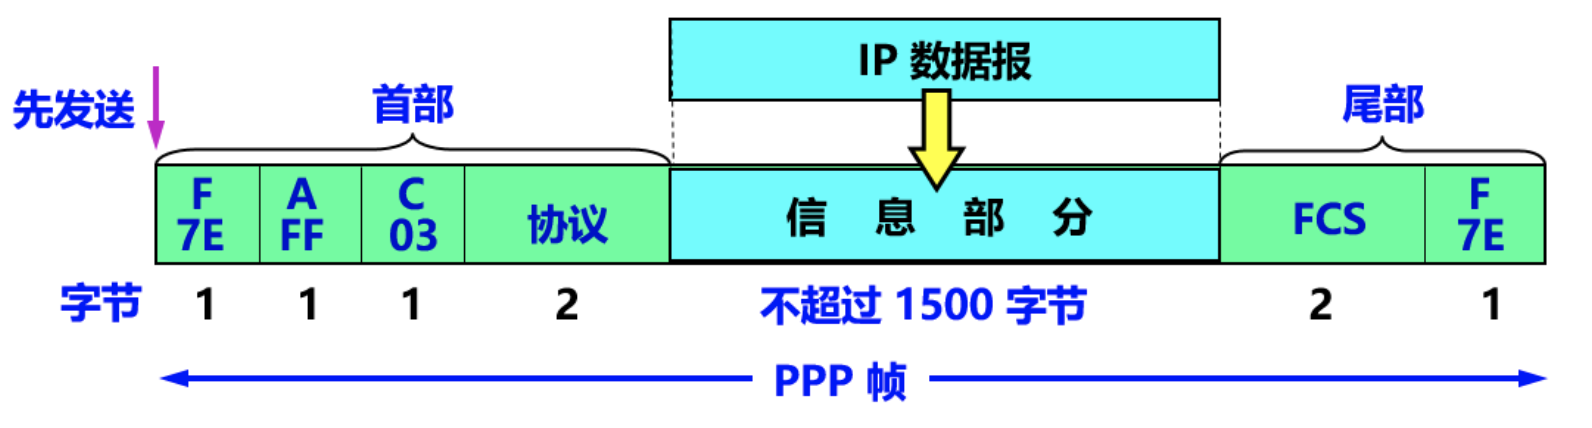 IP 数据报
先发送
首部
尾部
F
7E
A
FF
C
03
协议
信 息 部 分
FCS
F
7E
字节
1
1
1
2
不超过 1500 字节
2
1
PPP 帧